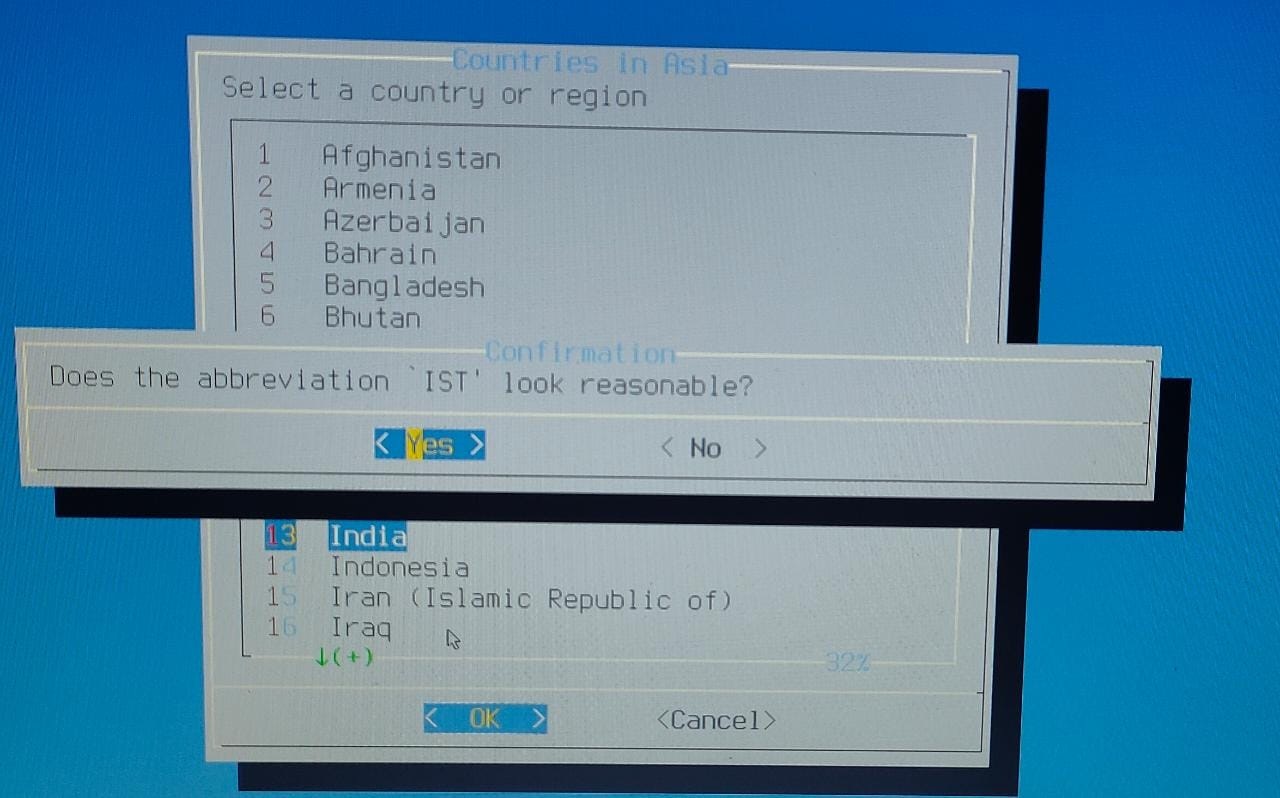 Countries in Asia
Select a country or region
1 Afghanistan
2 Armenia
3 Azerbaijan
4 Bahrain
5 Bangladesh
6 Bhutan
Confirmation
Does the abbreviation `IST' look reasonable?
< Yes > < No >
13 India
14 Indonesia
15 Iran (Islamic Republic of)
16 Iraq
↓(+) 32%
< OK > <Cancel>